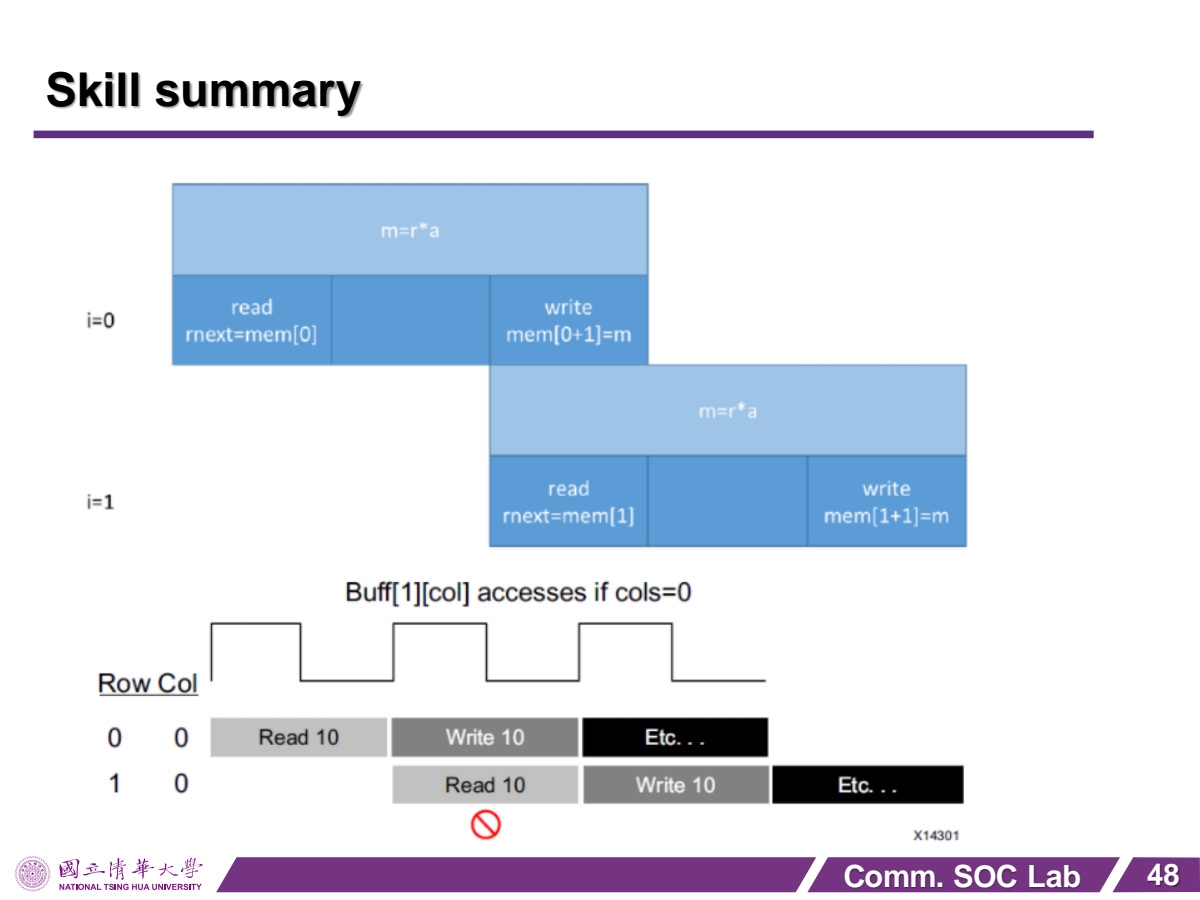 Skill summary
m=r*a
i=0
read
rnext=mem[0]
write
mem[0+1]=m
m=r*a
i=1
read
rnext=mem[1]
write
mem[1+1]=m
Buff[1][col] accesses if cols=0
Row Col
0 0 Read 10 Write 10 Etc. . .
1 0 Read 10 Write 10 Etc. . .
X14301
國立清華大學
NATIONAL TSING HUA UNIVERSITY
Comm. SOC Lab 48